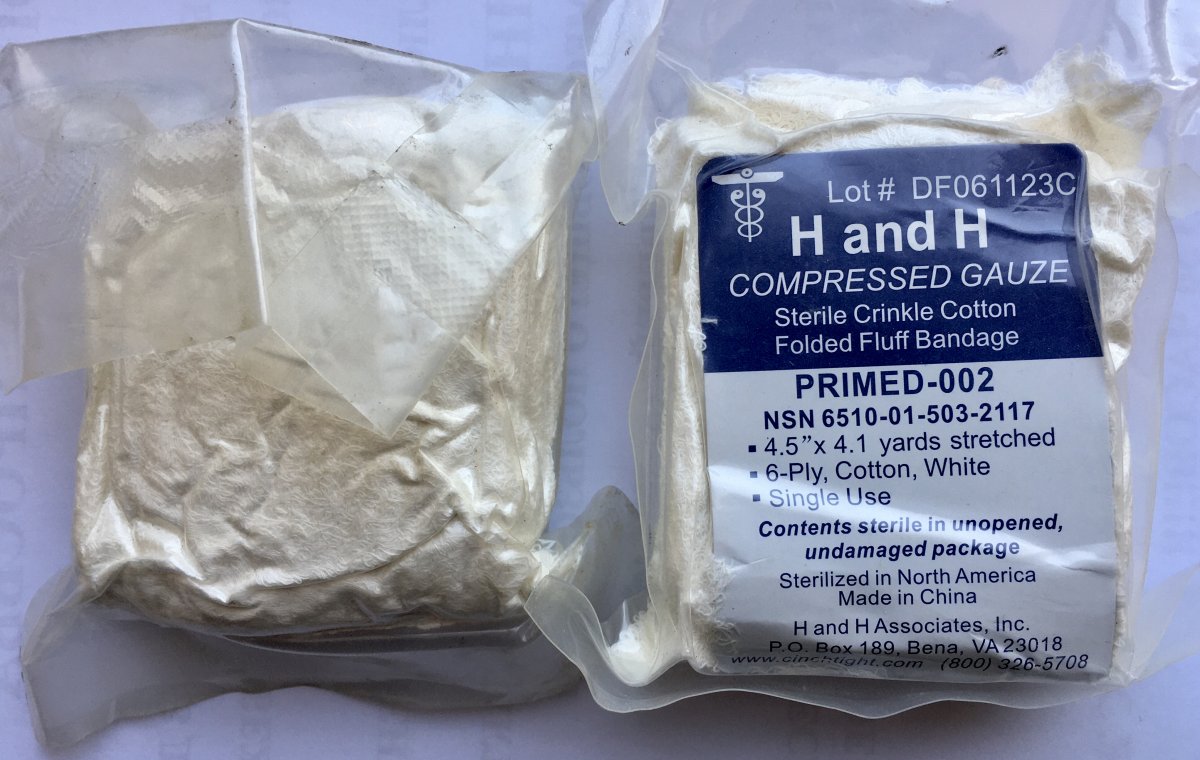 Lot # DF061123C
H and H
COMPRESSED GAUZE
Sterile Crinkle Cotton
Folded Fluff Bandage
PRIMED-002
NSN 6510-01-503-2117
▪ 4.5” x 4.1 yards stretched
▪ 6-Ply, Cotton, White
▪ Single Use
Contents sterile in unopened,
undamaged package
Sterilized in North America
Made in China
H and H Associates, Inc.
P.O. Box 189, Bena, VA 23018
www.cinchtight.com (800) 326-5708